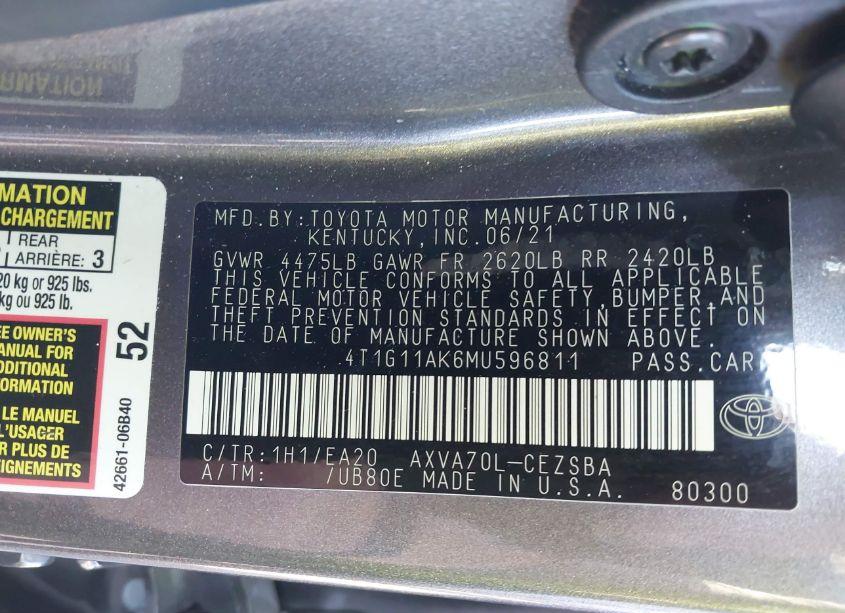 RMATION
MFD.BY:TOYOTA MOTOR MANUFACTURING,
KENTUCKY,INC.06/21
GVWR 4475LB GAWR FR 2620LB RR 2420LB
THIS VEHICLE CONFORMS TO ALL APPLICABLE
FEDERAL MOTOR VEHICLE SAFETY,BUMPER,AND
THEFT PREVENTION STANDARDS IN EFFECT ON
THE DATE OF MANUFACTURE SHOWN ABOVE.
4T1G11AK6MU596811 PASS.CAR
C/TR:1H1/EA20 AXVA70L-CEZSBA
A/TM: /UB80E MADE IN U.S.A. 80300
TOYOTA
MATION
CHARGEMENT
REAR
ARRIÈRE: 3
20 kg or 925 lbs.
kg ou 925 lb.
EE OWNER'S
ANUAL FOR
ADDITIONAL
FORMATION
LE MANUEL
L'USAGER
R PLUS DE
SEIGNEMENTS
52
42661-06B40